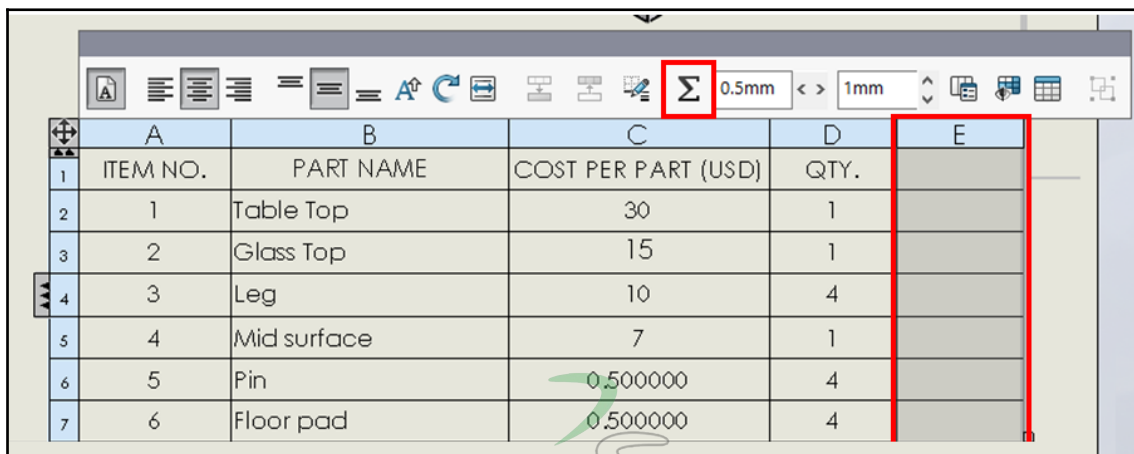 A Σ 0.5mm < > 1mm
A B C D E
1 ITEM NO. PART NAME COST PER PART (USD) QTY.
2 1 Table Top 30 1
3 2 Glass Top 15 1
4 3 Leg 10 4
5 4 Mid surface 7 1
6 5 Pin 0.500000 4
7 6 Floor pad 0.500000 4